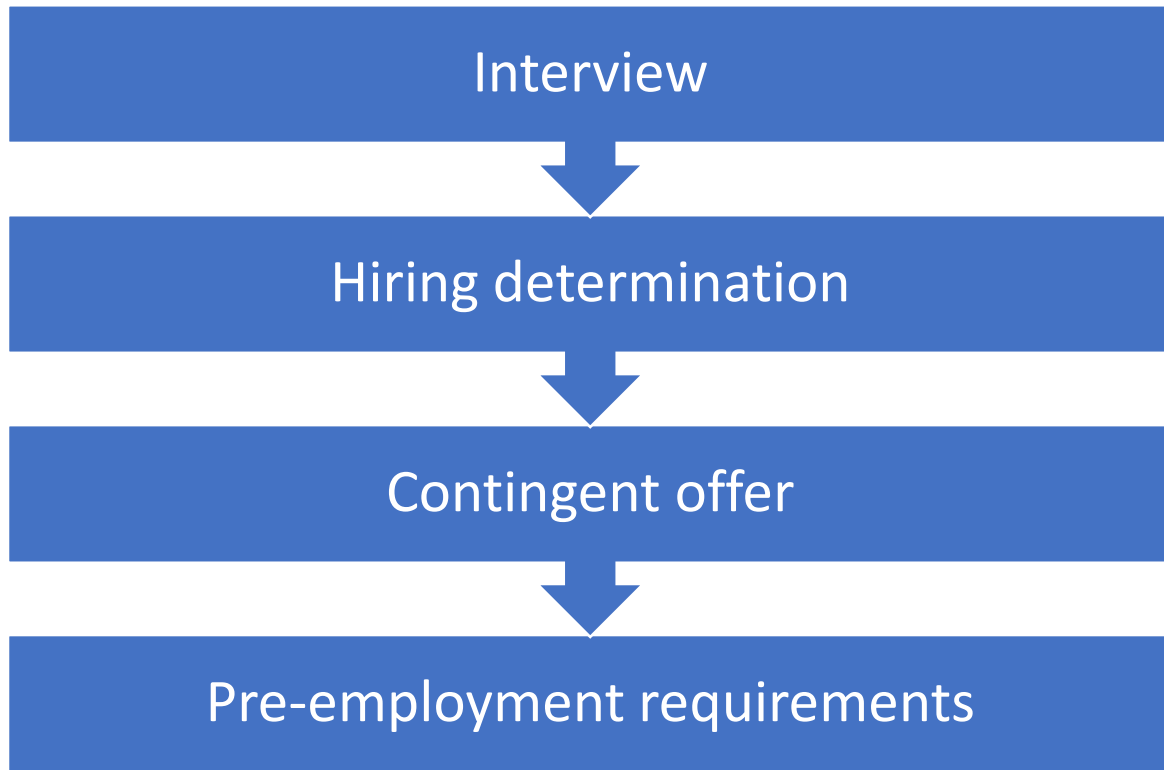 Interview
Hiring determination
Contingent offer
Pre-employment requirements